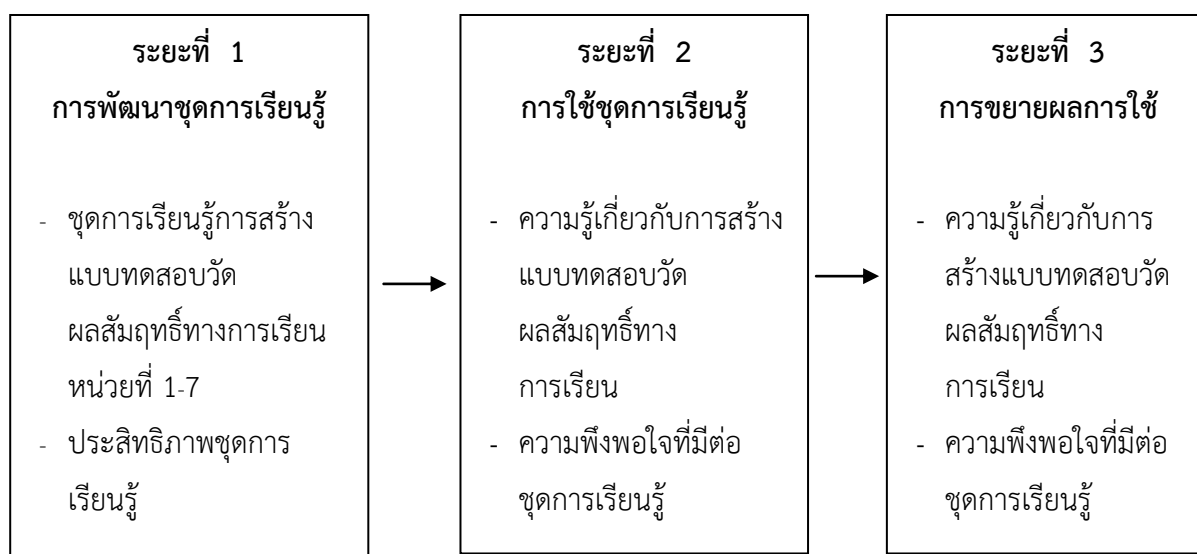 ระยะที่ 1
การพัฒนาชุดการเรียนรู้
- ชุดการเรียนรู้การสร้าง
แบบทดสอบวัด
ผลสัมฤทธิ์ทางการเรียน
หน่วยที่ 1-7
- ประสิทธิภาพชุดการ
เรียนรู้
ระยะที่ 2
การใช้ชุดการเรียนรู้
- ความรู้เกี่ยวกับการสร้าง
แบบทดสอบวัด
ผลสัมฤทธิ์ทาง
การเรียน
- ความพึงพอใจที่มีต่อ
ชุดการเรียนรู้
ระยะที่ 3
การขยายผลการใช้
- ความรู้เกี่ยวกับการ
สร้างแบบทดสอบวัด
ผลสัมฤทธิ์ทาง
การเรียน
- ความพึงพอใจที่มีต่อ
ชุดการเรียนรู้